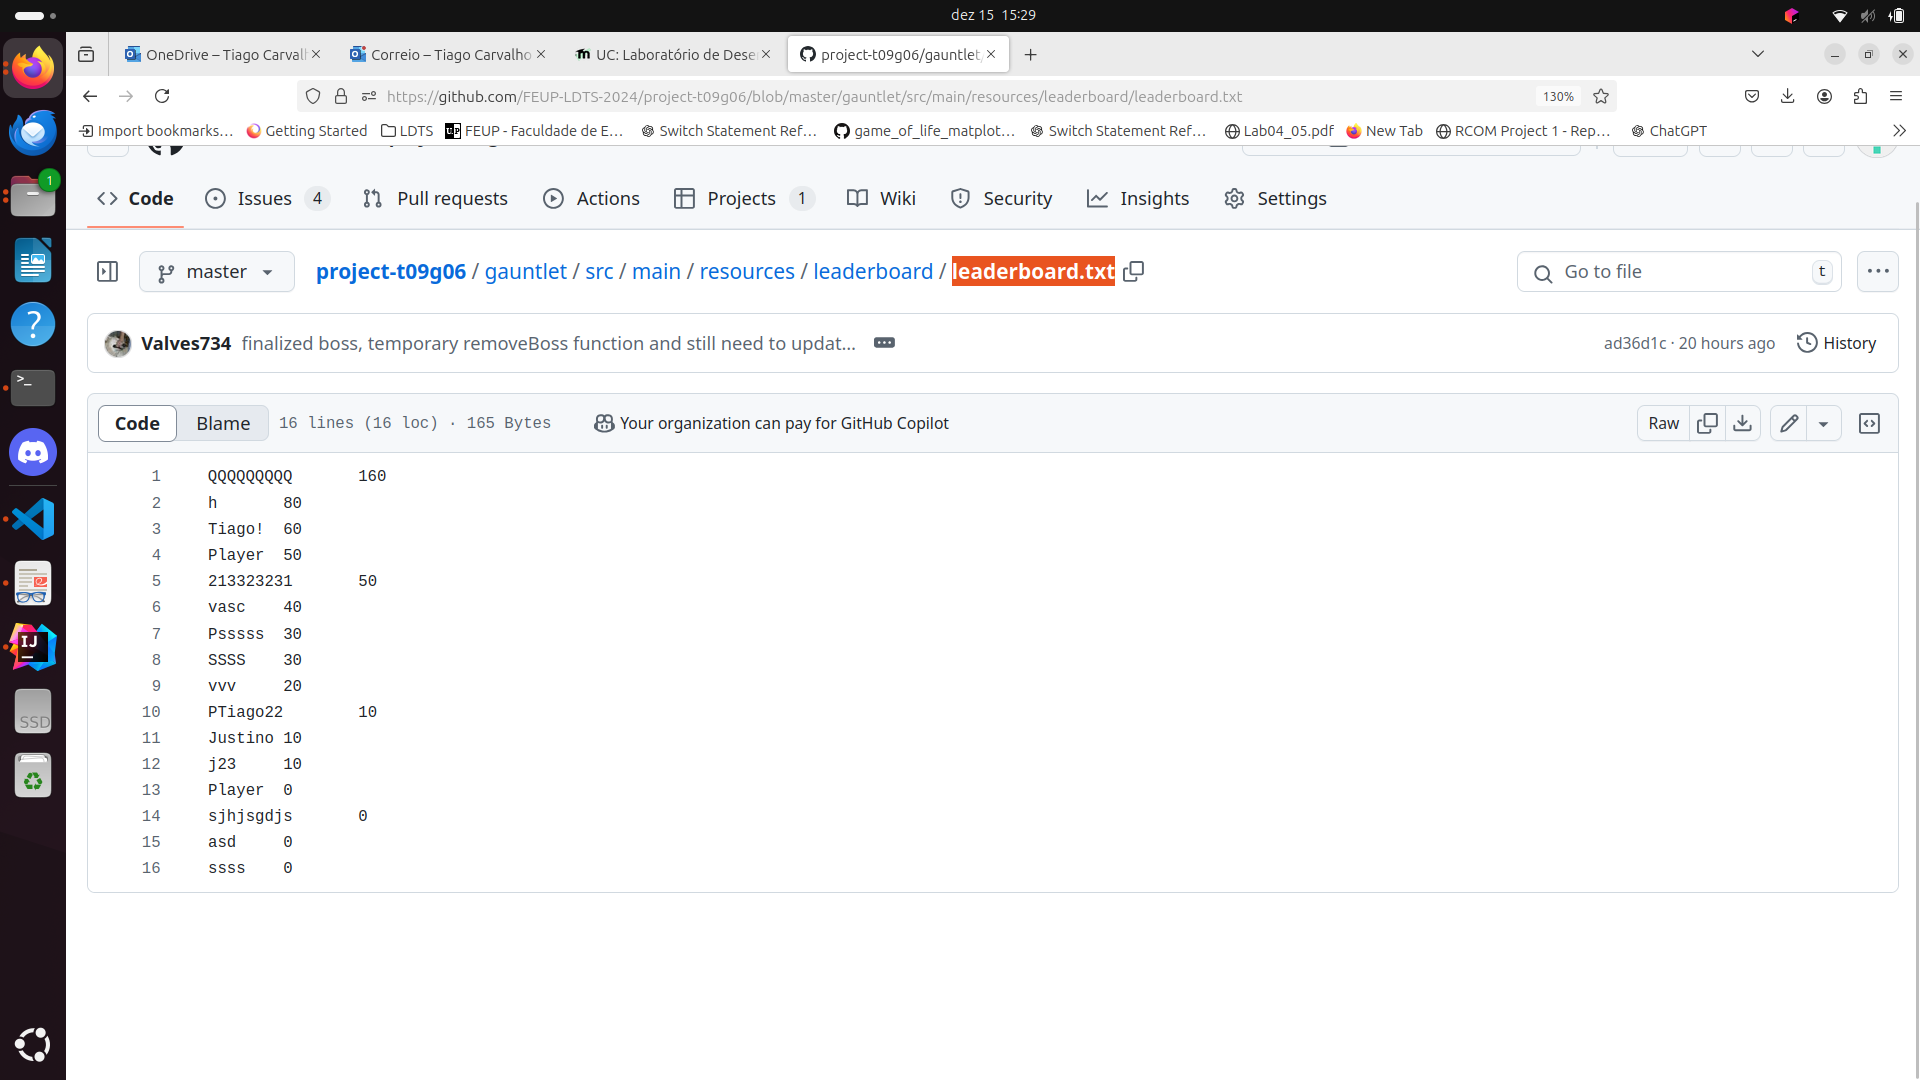 dez 15 15:29
OneDrive – Tiago Carvall
Correio – Tiago Carvalho
UC: Laboratório de Dese
project-t09g06/gauntlet,
https://github.com/FEUP-LDTS-2024/project-t09g06/blob/master/gauntlet/src/main/resources/leaderboard/leaderboard.txt
130%
Import bookmarks…
Getting Started
LDTS
FEUP - Faculdade de E…
Switch Statement Ref…
game_of_life_matplot…
Switch Statement Ref…
Lab04_05.pdf
New Tab
RCOM Project 1 - Rep…
ChatGPT
Code
Issues 4
Pull requests
Actions
Projects 1
Wiki
Security
Insights
Settings
master
project-t09g06 / gauntlet / src / main / resources / leaderboard / leaderboard.txt
Go to file t
Valves734 finalized boss, temporary removeBoss function and still need to updat…
ad36d1c · 20 hours ago
History
Code Blame 16 lines (16 loc) · 165 Bytes
Your organization can pay for GitHub Copilot
Raw
1 QQQQQQQQQ 160
2 h 80
3 Tiago! 60
4 Player 50
5 213323231 50
6 vasc 40
7 Psssss 30
8 SSSS 30
9 vvv 20
10 PTiago22 10
11 Justino 10
12 j23 10
13 Player 0
14 sjhjsgdjs 0
15 asd 0
16 ssss 0
1
>_
?
IJ
SSD